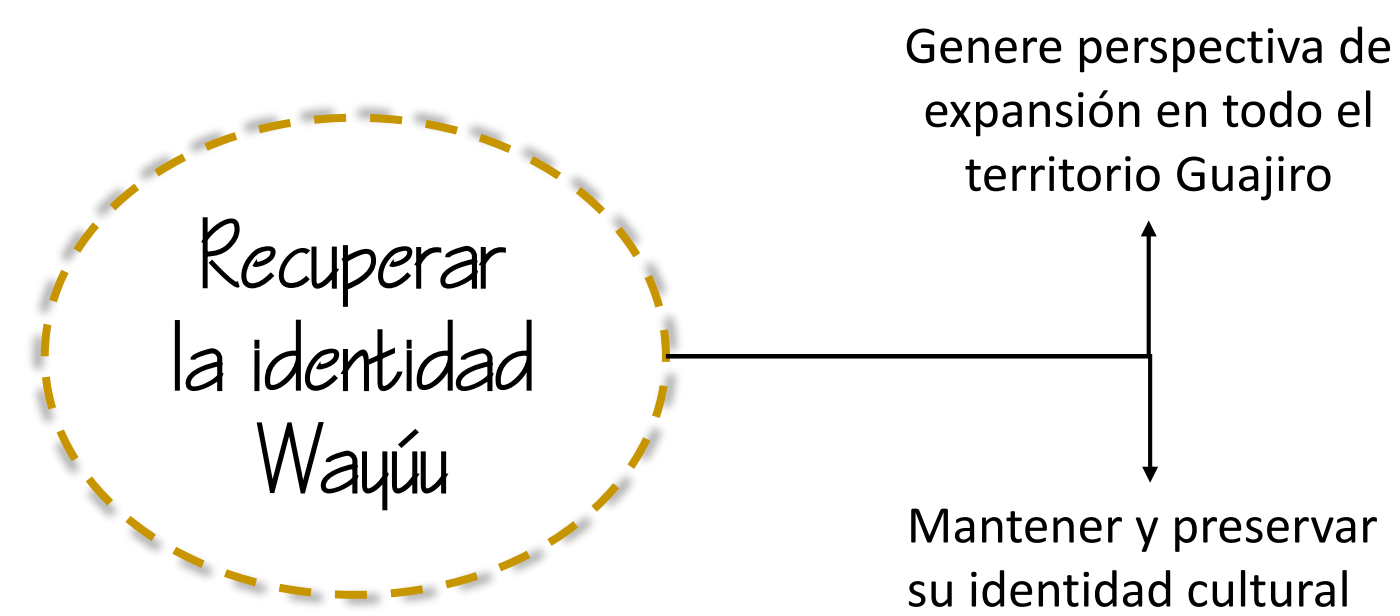 Genere perspectiva de
expansión en todo el
territorio Guajiro
Recuperar
la identidad
Wayúu
Mantener y preservar
su identidad cultural